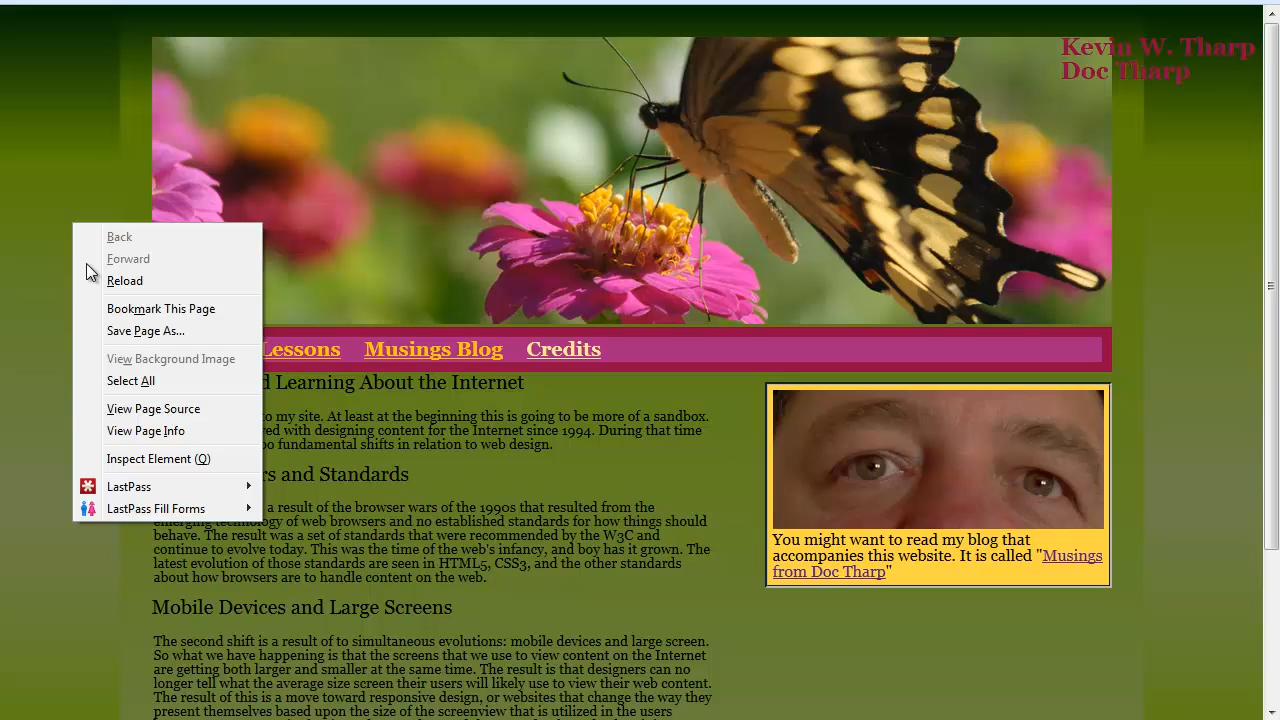 Kevin W. Tharp
Doc Tharp
Back
Forward
Reload
Bookmark This Page
Save Page As...
View Background Image
Select All
View Page Source
View Page Info
Inspect Element (Q)
LastPass
LastPass Fill Forms
Lessons Musings Blog Credits
d Learning About the Internet
to my site. At least at the beginning this is going to be more of a sandbox.
ed with designing content for the Internet since 1994. During that time
o fundamental shifts in relation to web design.
rs and Standards
a result of the browser wars of the 1990s that resulted from the
emerging technology of web browsers and no established standards for how things should
behave. The result was a set of standards that were recommended by the W3C and
continue to evolve today. This was the time of the web's infancy, and boy has it grown. The
latest evolution of those standards are seen in HTML5, CSS3, and the other standards
about how browsers are to handle content on the web.
Mobile Devices and Large Screens
The second shift is a result of to simultaneous evolutions: mobile devices and large screen.
So what we have happening is that the screens that we use to view content on the Internet
are getting both larger and smaller at the same time. The result is that designers can no
longer tell what the average size screen their users will likely use to view their web content.
The result of this is a move toward responsive design, or websites that change the way they
present themselves based upon the size of the screenview that is utilized in the users
You might want to read my blog that
accompanies this website. It is called "Musings
from Doc Tharp"